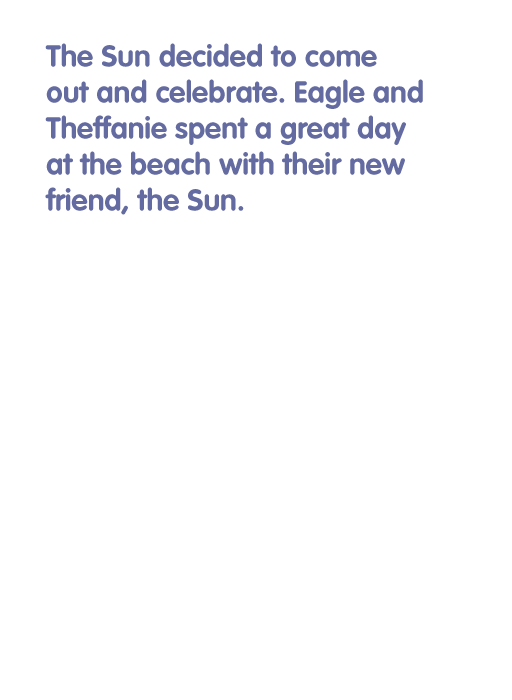 The Sun decided to come
out and celebrate. Eagle and
Theffanie spent a great day
at the beach with their new
friend, the Sun.